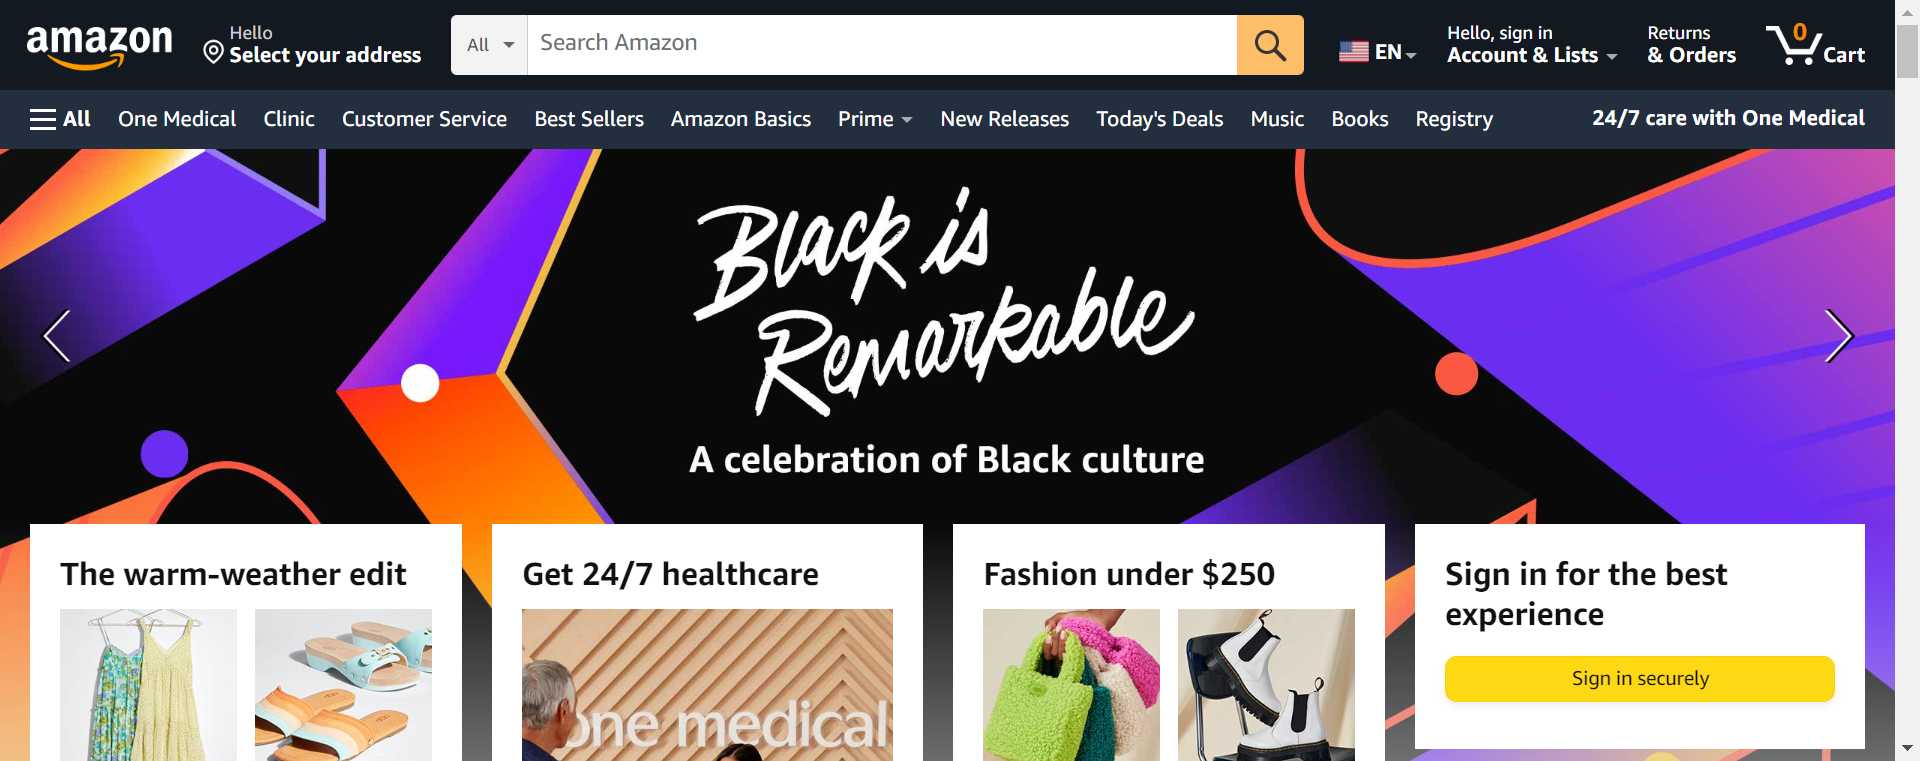 amazon
Hello
Select your address
All
Search Amazon
EN
Hello, sign in
Account & Lists
Returns
& Orders
0
Cart
All
One Medical
Clinic
Customer Service
Best Sellers
Amazon Basics
Prime
New Releases
Today's Deals
Music
Books
Registry
24/7 care with One Medical
Black is
Remarkable
A celebration of Black culture
The warm-weather edit
Get 24/7 healthcare
Fashion under $250
Sign in for the best
experience
one medical
Sign in securely